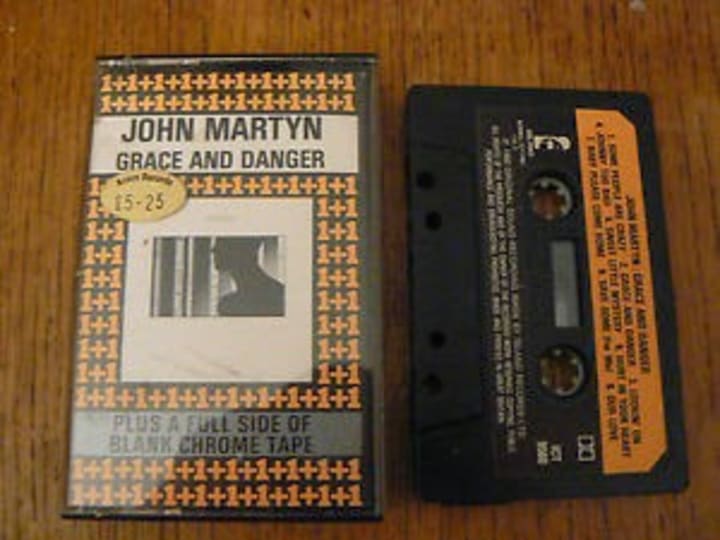 1+1+1+1+1+1+1+1+1+1
1+1+1+1+1+1+1+1+1+1
JOHN MARTYN
GRACE AND DANGER
£5-25
PLUS A FULL SIDE OF
BLANK CHROME TAPE
1+1+1+1+1+1+1+1+1+1
1+1+1+1+1+1+1+1+1+1
JOHN MARTYN GRACE AND DANGER
1. SOME PEOPLE ARE CRAZY 2. GRACE AND DANGER 3. LOOKIN' ON
4. JOHNNY TOO BAD 5. SWEET LITTLE MYSTERY 6. HURT IN YOUR HEART
7. BABY PLEASE COME HOME 8. SAVE SOME (For Me) 9. OUR LOVE
ICT
9560